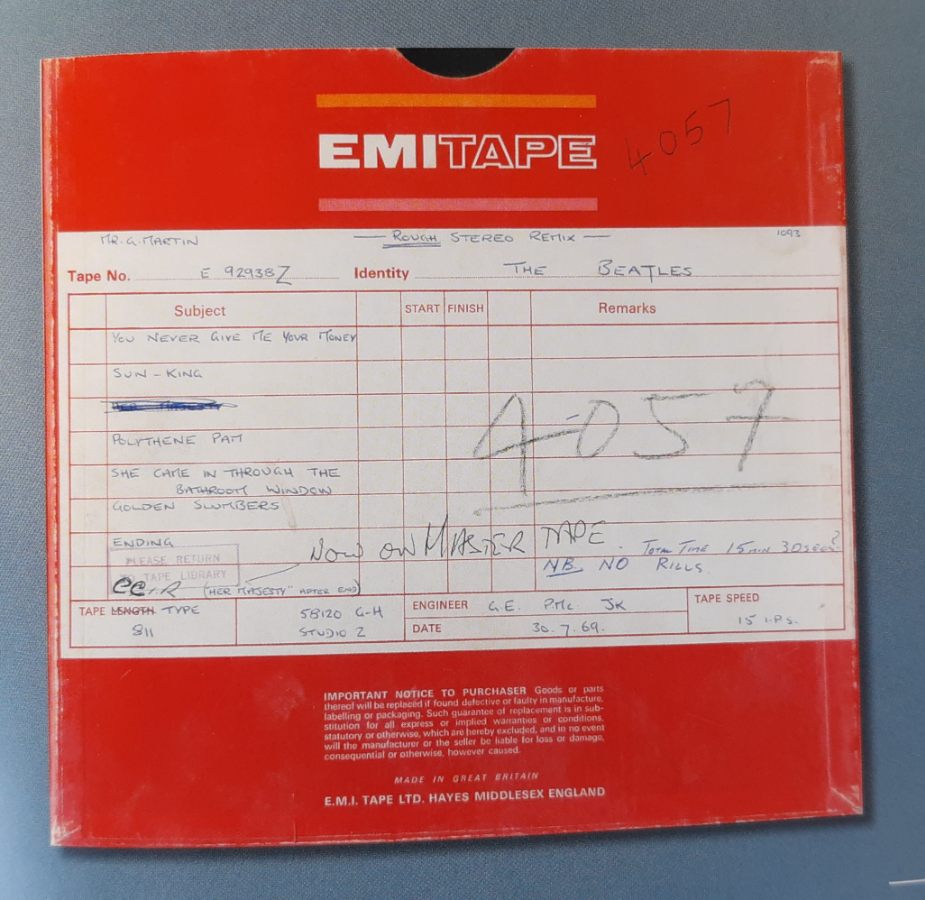 EMITAPE
4057
MR. G. MARTIN — ROUGH STEREO REMIX — 1093
Tape No. E 92938Z Identity THE BEATLES
Subject START FINISH Remarks
YOU NEVER GIVE ME YOUR MONEY
SUN - KING
POLYTHENE PAM
4057
SHE CAME IN THROUGH THE
BATHROOM WINDOW
GOLDEN SLUMBERS
ENDING
NOW ON MASTER TAPE.
TOTAL TIME 15 MIN 30 SECS
PLEASE RETURN
TAPE LIBRARY
NB. NO RILLS.
(HER MAJESTY" AFTER END)
TAPE LENGTH TYPE
811
58120 G-H
STUDIO 2
ENGINEER G.E. P.Mc. JK
DATE 30.7.69.
TAPE SPEED
15 I.P.S.
IMPORTANT NOTICE TO PURCHASER Goods or parts
thereof will be replaced if found defective or faulty in manufacture,
labelling or packaging. Such guarantee of replacement is in sub-
stitution for all express or implied warranties or conditions,
statutory or otherwise, which are hereby excluded, and in no event
will the manufacturer or the seller be liable for loss or damage,
consequential or otherwise, however caused.
MADE IN GREAT BRITAIN
E.M.I. TAPE LTD. HAYES MIDDLESEX ENGLAND